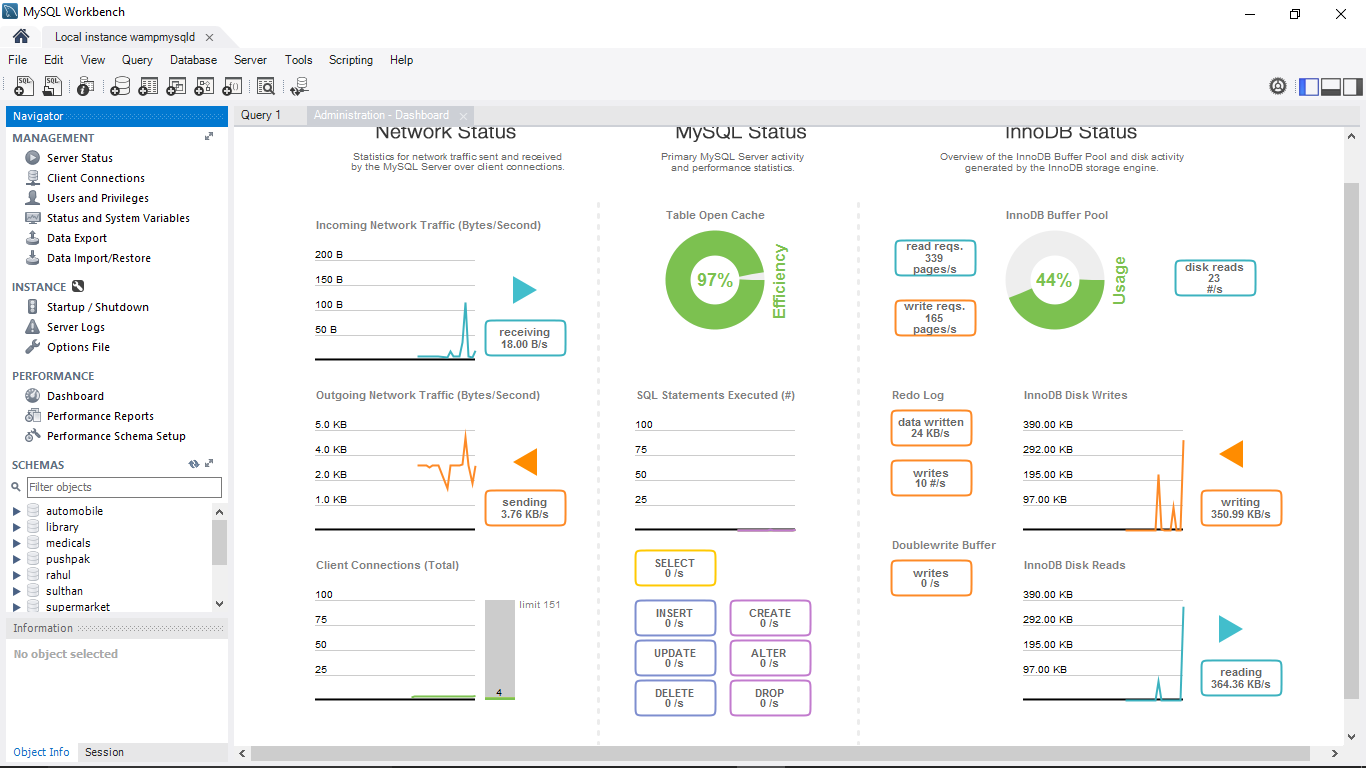 MySQL Workbench
Local instance wampmysqld
File Edit View Query Database Server Tools Scripting Help
Navigator
MANAGEMENT
Server Status
Client Connections
Users and Privileges
Status and System Variables
Data Export
Data Import/Restore
INSTANCE
Startup / Shutdown
Server Logs
Options File
PERFORMANCE
Dashboard
Performance Reports
Performance Schema Setup
SCHEMAS
Filter objects
automobile
library
medicals
pushpak
rahul
sulthan
supermarket
Information
No object selected
Object Info Session
Query 1 Administration - Dashboard
Network Status
Statistics for network traffic sent and received
by the MySQL Server over client connections.
Incoming Network Traffic (Bytes/Second)
200 B
150 B
100 B
50 B
receiving
18.00 B/s
Outgoing Network Traffic (Bytes/Second)
5.0 KB
4.0 KB
2.0 KB
1.0 KB
sending
3.76 KB/s
Client Connections (Total)
100
75
50
25
limit 151
4
MySQL Status
Primary MySQL Server activity
and performance statistics.
Table Open Cache
97%
Efficiency
SQL Statements Executed (#)
100
75
50
25
SELECT
0 /s
INSERT
0 /s
CREATE
0 /s
UPDATE
0 /s
ALTER
0 /s
DELETE
0 /s
DROP
0 /s
InnoDB Status
Overview of the InnoDB Buffer Pool and disk activity
generated by the InnoDB storage engine.
InnoDB Buffer Pool
read reqs.
339
pages/s
write reqs.
165
pages/s
44%
Usage
disk reads
23
#/s
Redo Log
data written
24 KB/s
writes
10 #/s
Doublewrite Buffer
writes
0 /s
InnoDB Disk Writes
390.00 KB
292.00 KB
195.00 KB
97.00 KB
writing
350.99 KB/s
InnoDB Disk Reads
390.00 KB
292.00 KB
195.00 KB
97.00 KB
reading
364.36 KB/s